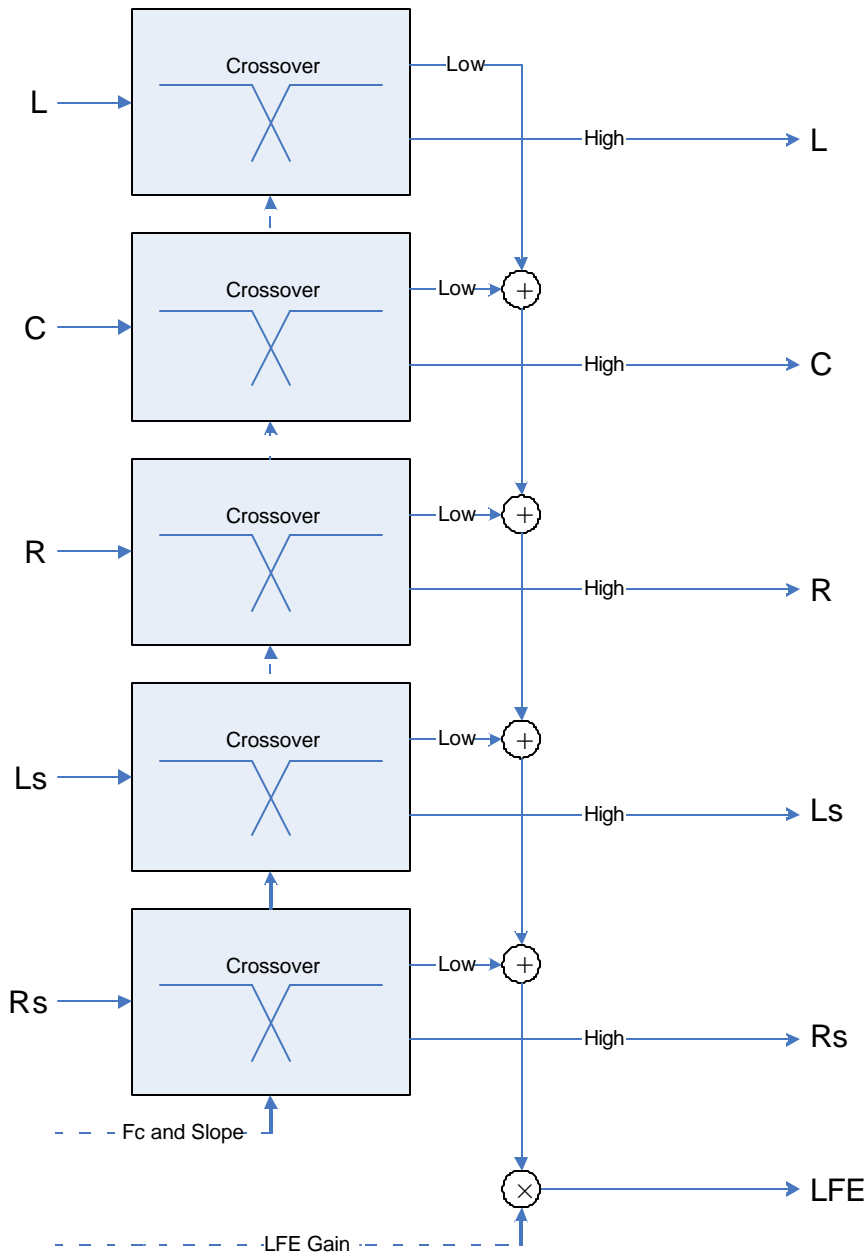 Crossover
Low
L
High
L
Crossover
Low
+
C
High
C
Crossover
Low
+
R
High
R
Crossover
Low
+
Ls
High
Ls
Crossover
Low
+
Rs
High
Rs
Fc and Slope
×
LFE
LFE Gain